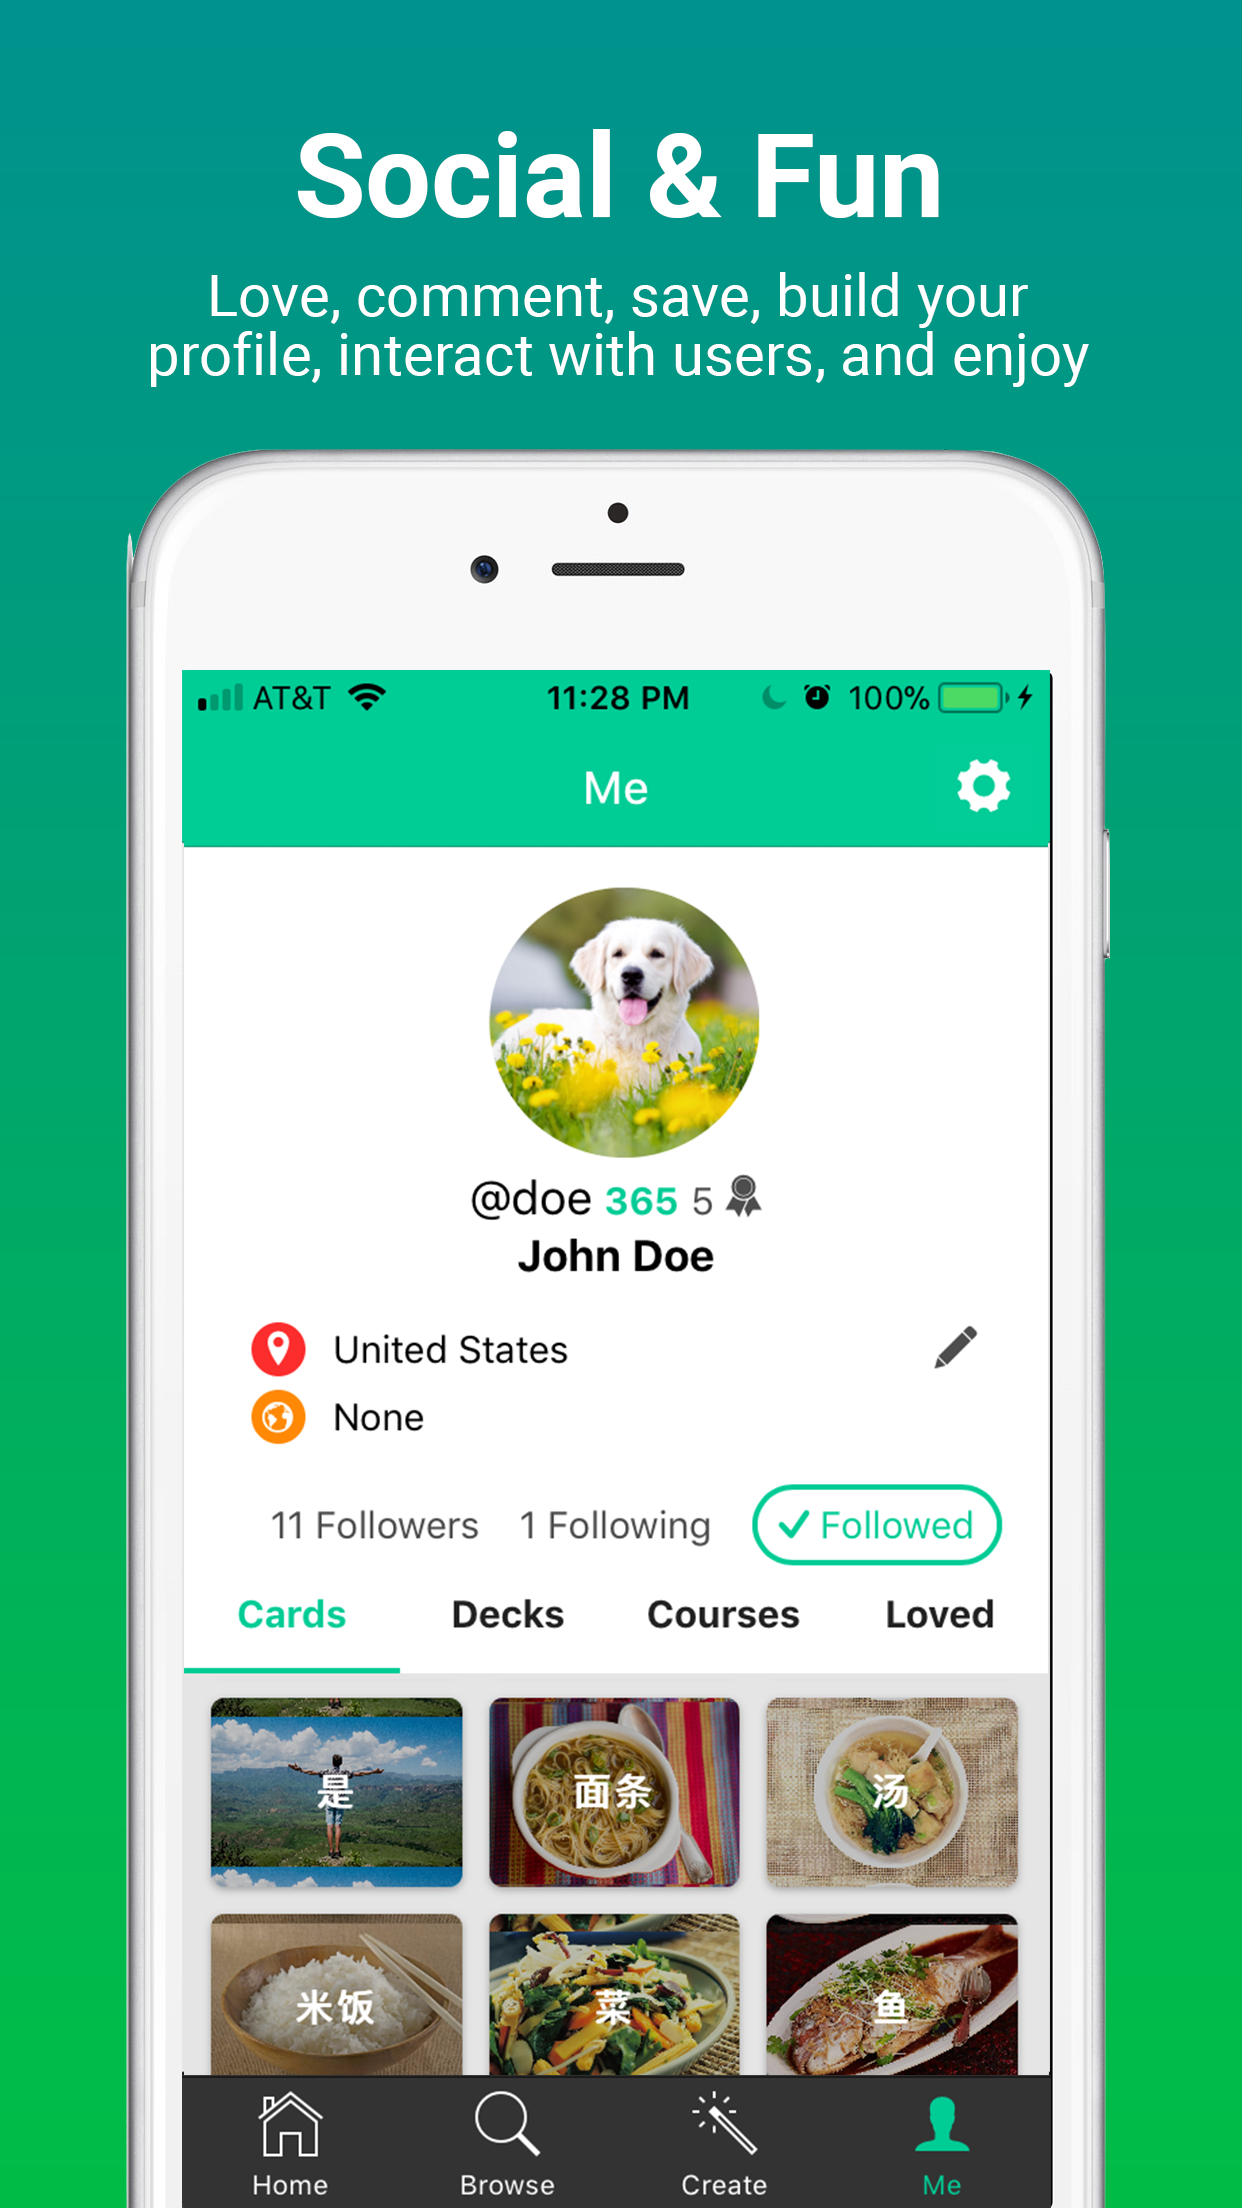 Social & Fun
Love, comment, save, build your
profile, interact with users, and enjoy
AT&T 11:28 PM 100%
Me
@doe 365 5
John Doe
United States
None
11 Followers 1 Following Followed
Cards Decks Courses Loved
是 面条 汤
米饭 菜 鱼
Home Browse Create Me